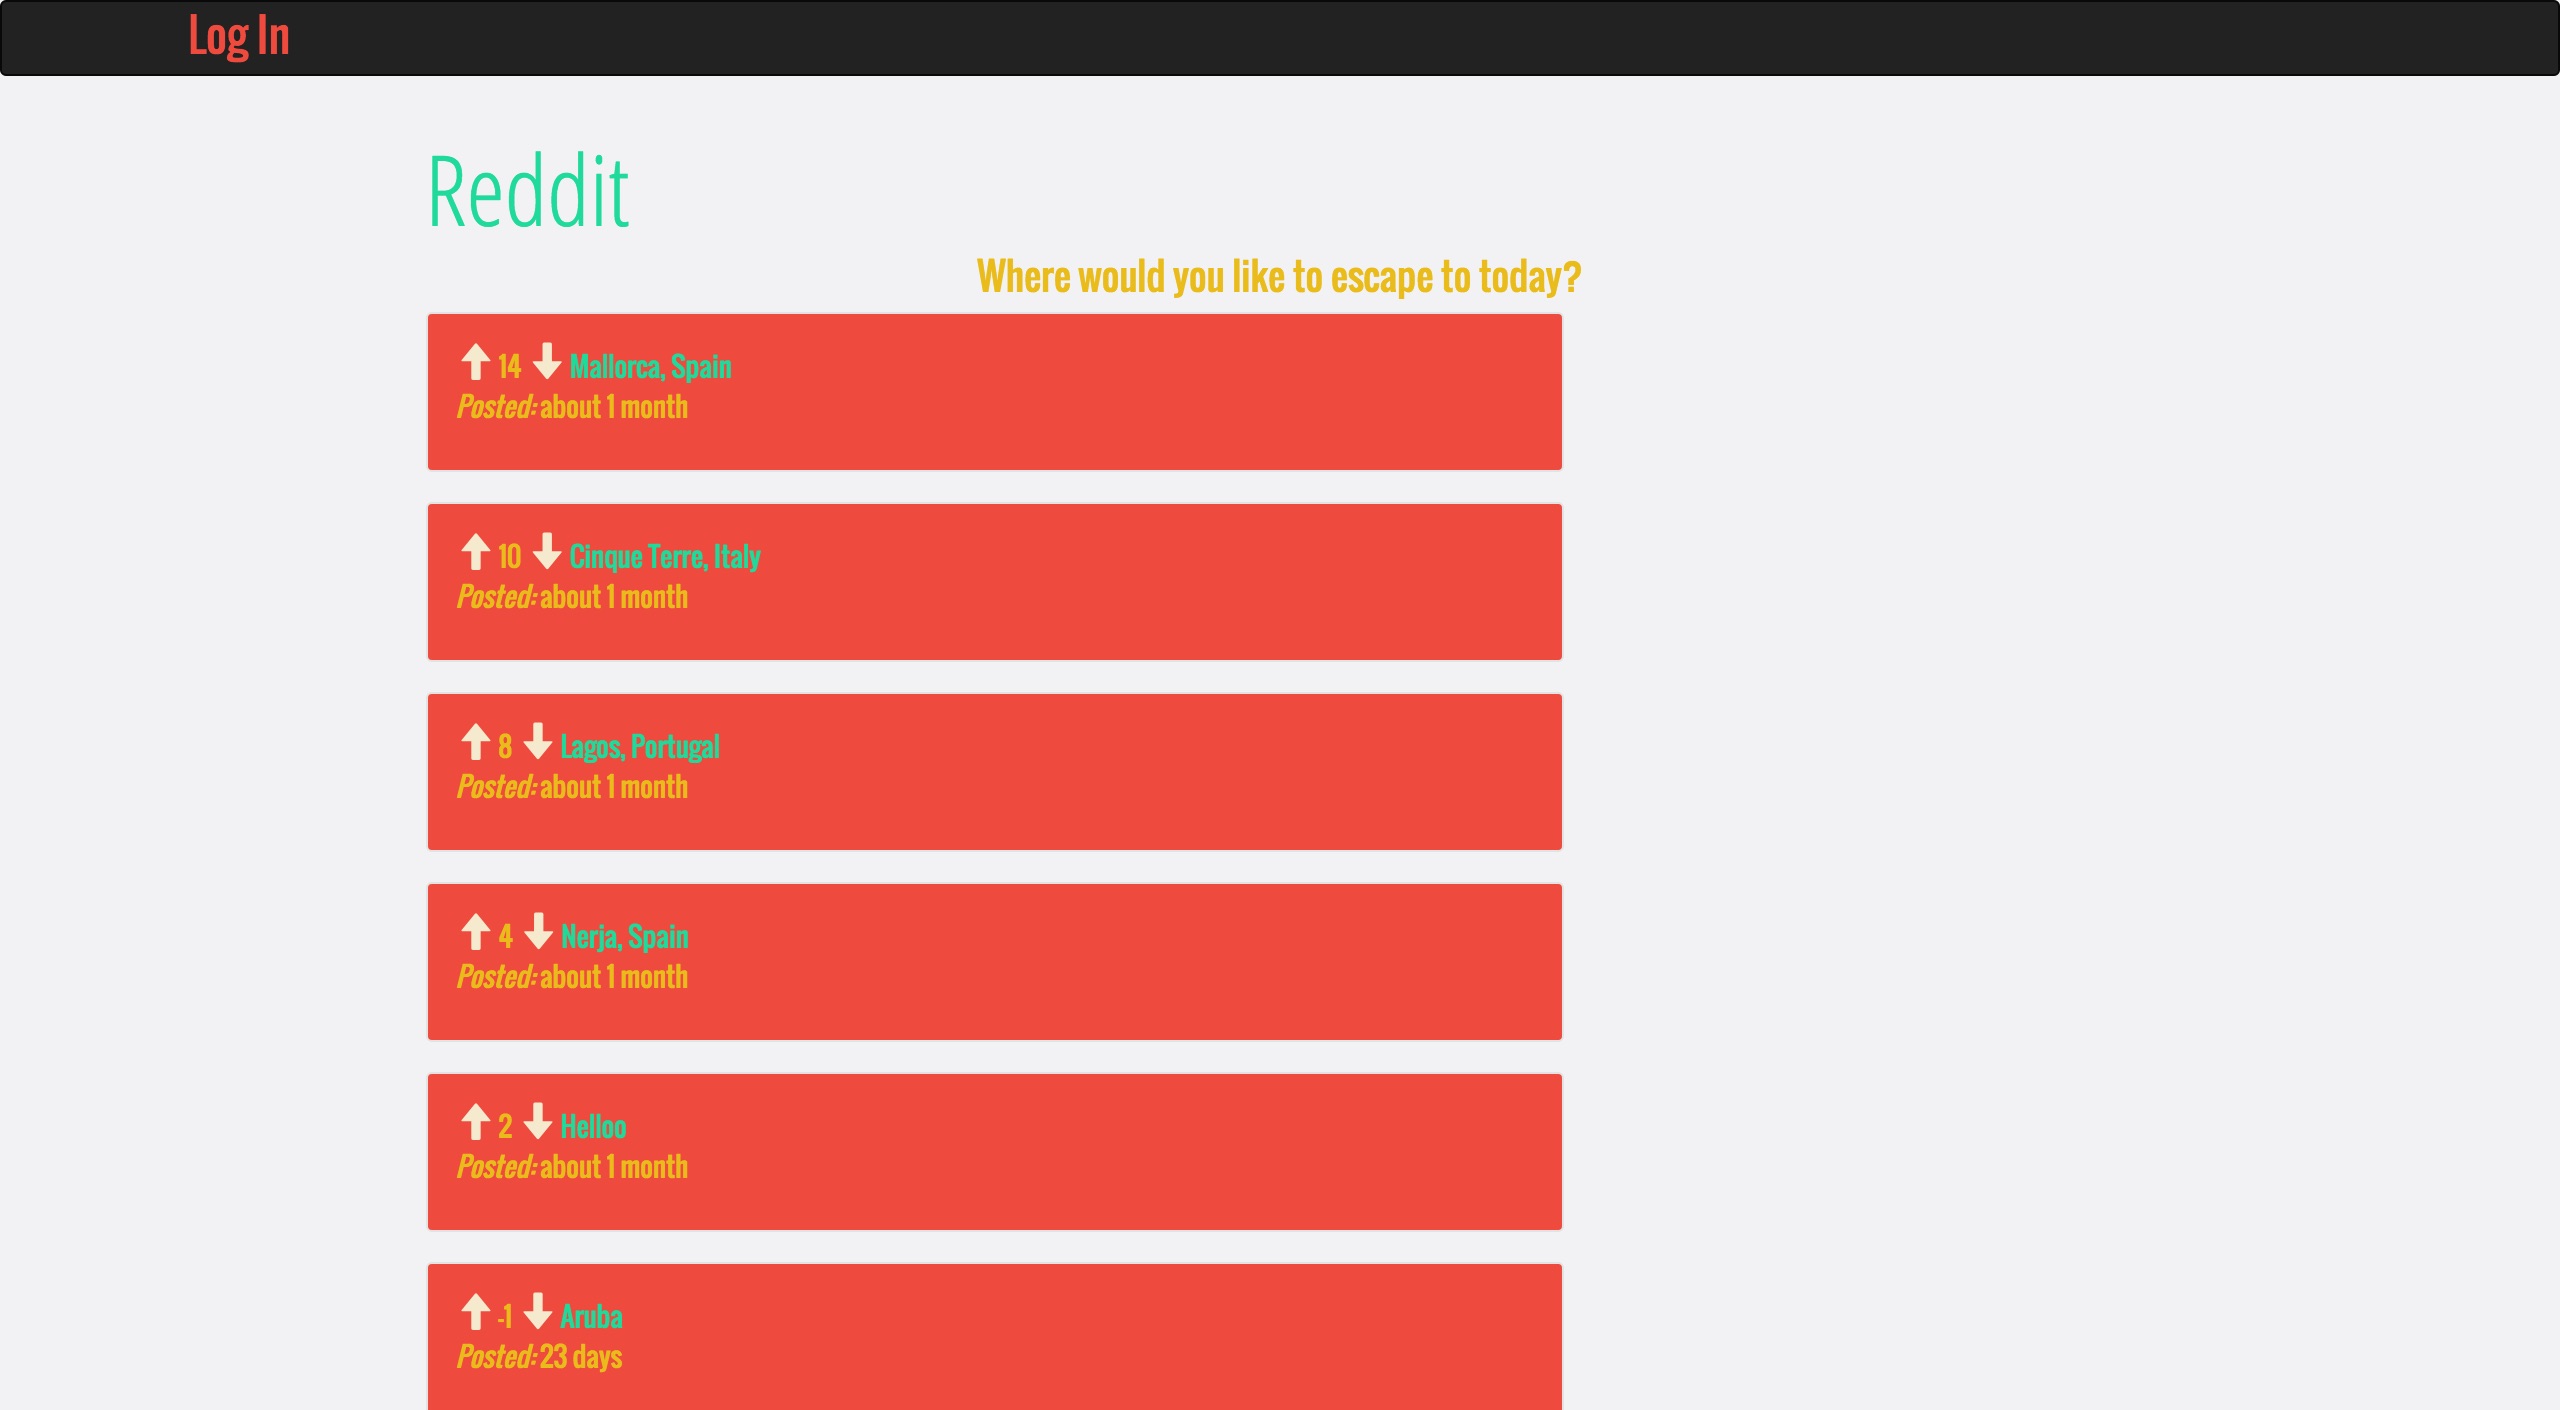 Log In
Reddit
Where would you like to escape to today?
14 Mallorca, Spain
Posted: about 1 month
10 Cinque Terre, Italy
Posted: about 1 month
8 Lagos, Portugal
Posted: about 1 month
4 Nerja, Spain
Posted: about 1 month
2 Helloo
Posted: about 1 month
-1 Aruba
Posted: 23 days